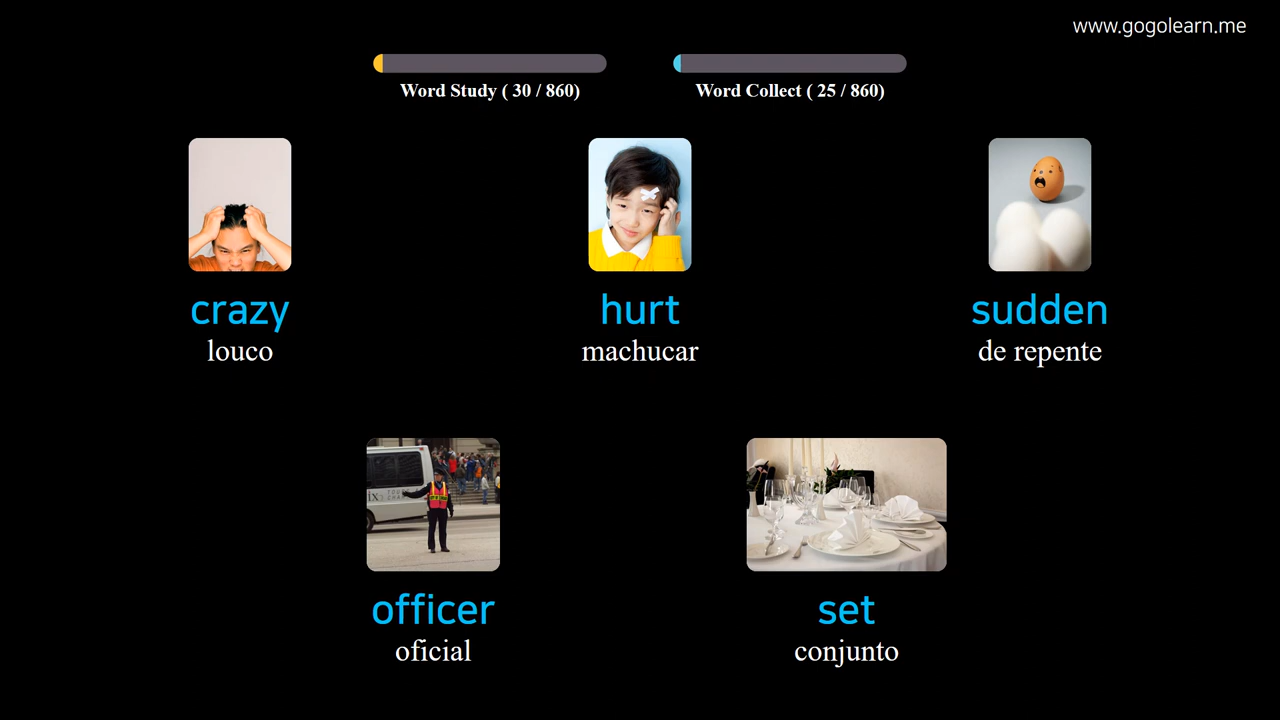 www.gogolearn.me
Word Study ( 30 / 860)
Word Collect ( 25 / 860)
crazy
louco
hurt
machucar
sudden
de repente
officer
oficial
set
conjunto